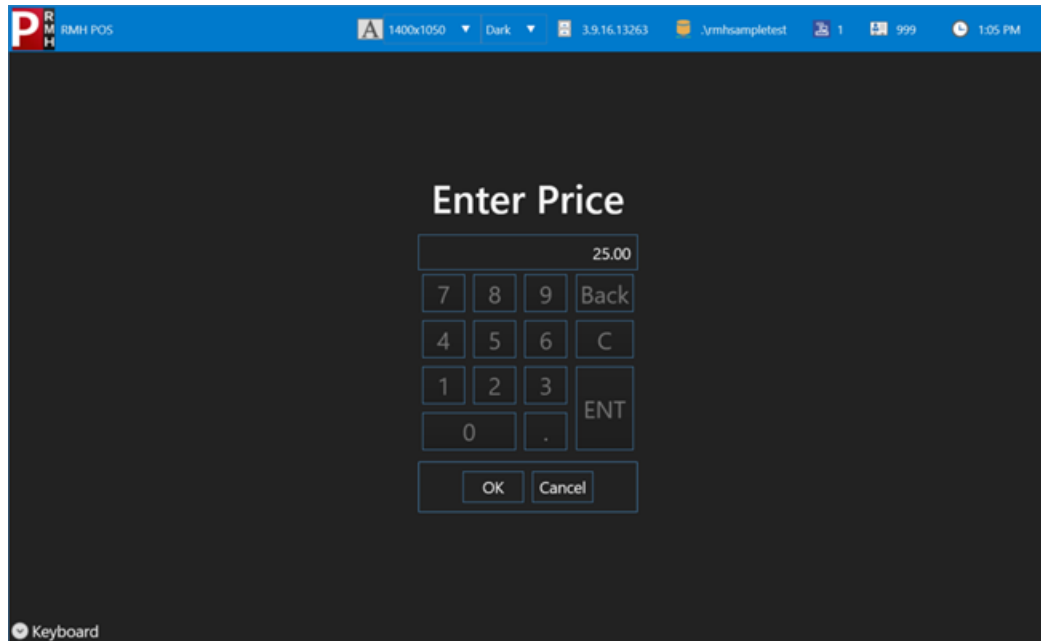 P RMH RMH POS A 1400x1050 Dark 3.9.16.13263 .\rmhsampletest 1 999 1:05 PM
Enter Price
25.00
7 8 9 Back
4 5 6 C
1 2 3
ENT
0 .
OK Cancel
Keyboard